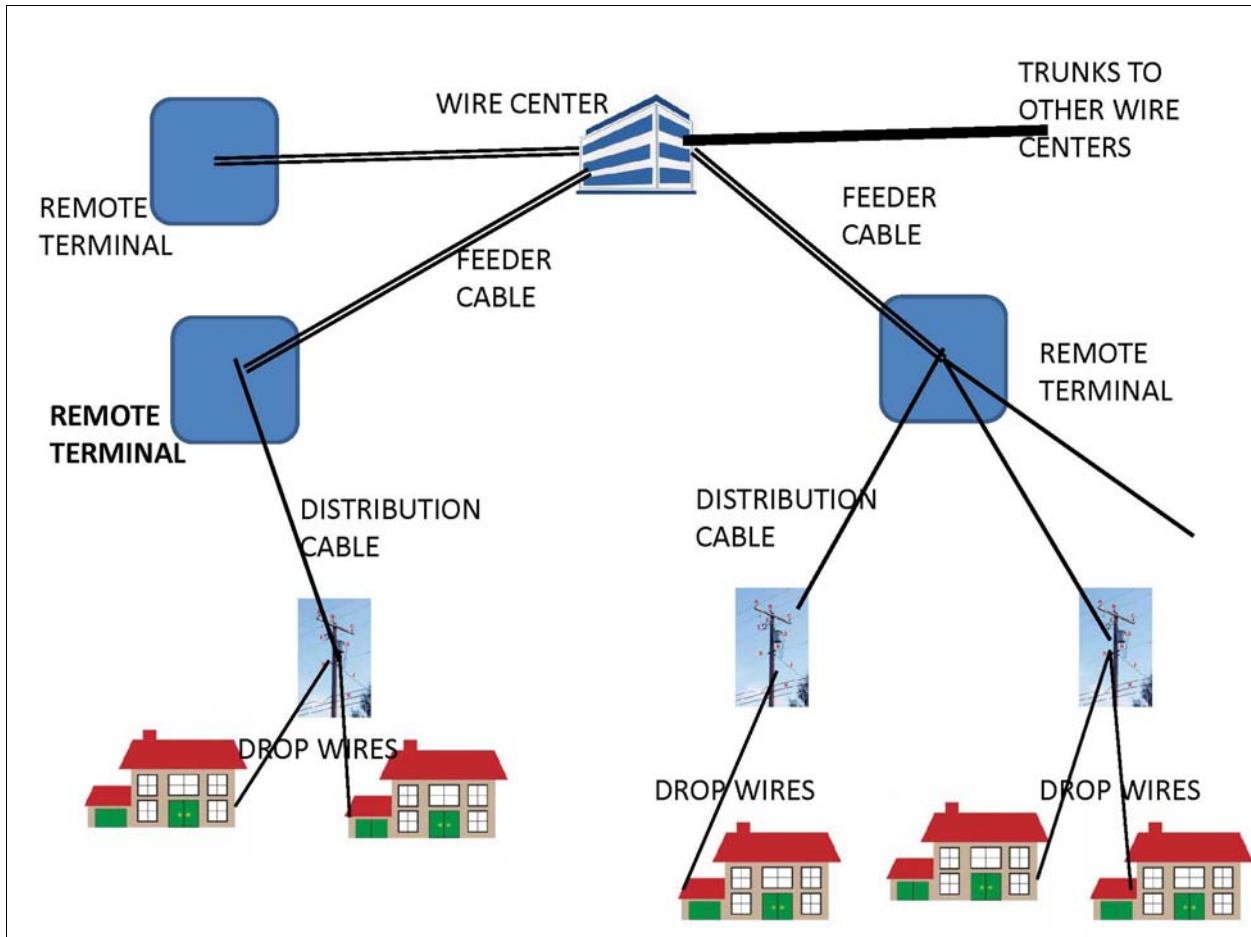 WIRE CENTER
TRUNKS TO
OTHER WIRE
CENTERS
REMOTE
TERMINAL
FEEDER
CABLE
FEEDER
CABLE
REMOTE
TERMINAL
REMOTE
TERMINAL
DISTRIBUTION
CABLE
DISTRIBUTION
CABLE
DROP WIRES
DROP WIRES
DROP WIRES